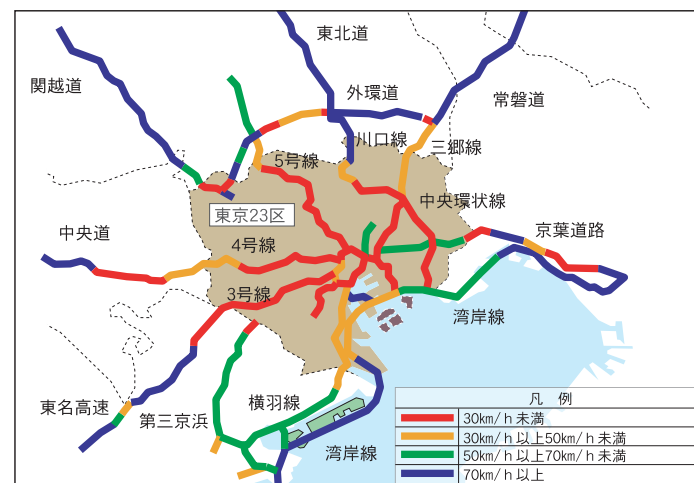 東北道
関越道
外環道
常磐道
川口線
三郷線
5号線
中央環状線
東京23区
京葉道路
中央道
4号線
3号線
湾岸線
東名高速
第三京浜
横羽線
湾岸線
凡 例
30km/h未満
30km/h以上50km/h未満
50km/h以上70km/h未満
70km/h以上